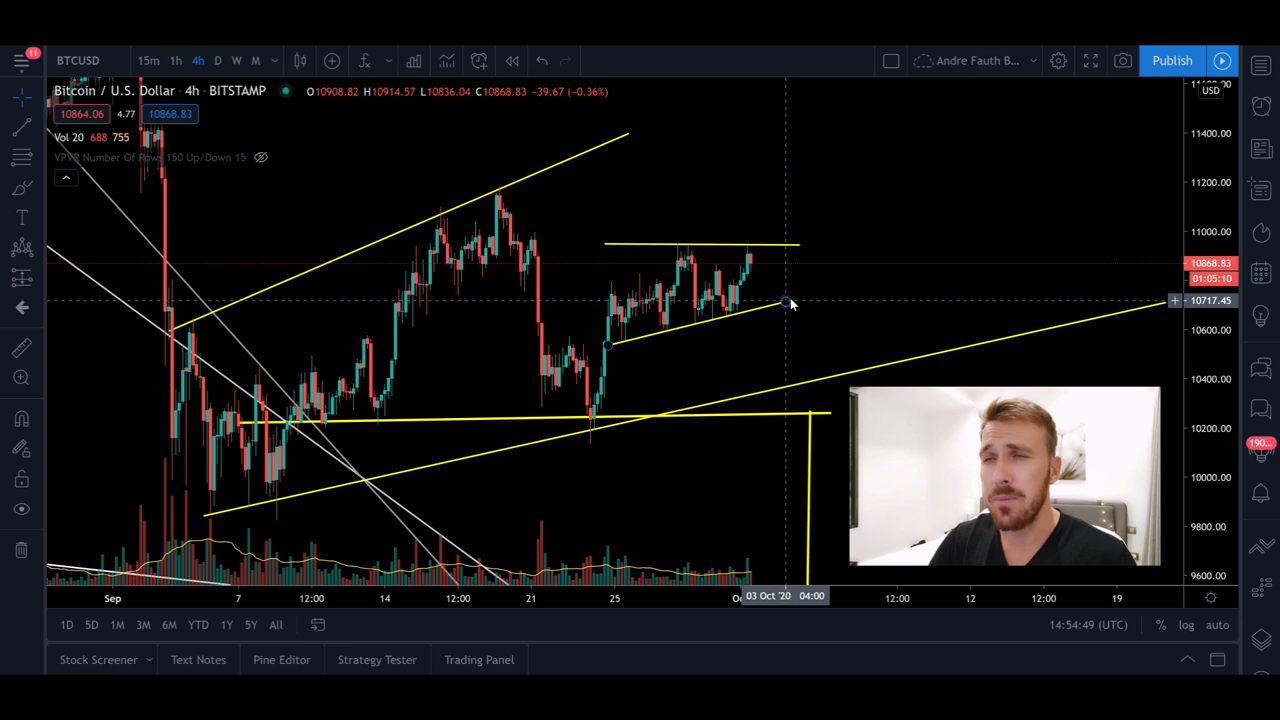 11
BTCUSD 15m 1h 4h D W M Andre Fauth B... Publish
Bitcoin / U.S. Dollar · 4h · BITSTAMP O10908.82 H10914.57 L10836.04 C10868.83 −39.67 (−0.36%)
10864.06 4.77 10868.83
Vol 20 688 755
VPVR Number Of Rows 150 Up/Down 15
USD
11400.00
11200.00
11000.00
10868.83
01:05:10
10717.45
10600.00
10400.00
10200.00
10000.00
9800.00
9600.00
190...
Sep 7 12:00 14 12:00 21 25 03 Oct '20 04:00 12:00 12 12:00 19
1D 5D 1M 3M 6M YTD 1Y 5Y All 14:54:49 (UTC) % log auto
Stock Screener Text Notes Pine Editor Strategy Tester Trading Panel